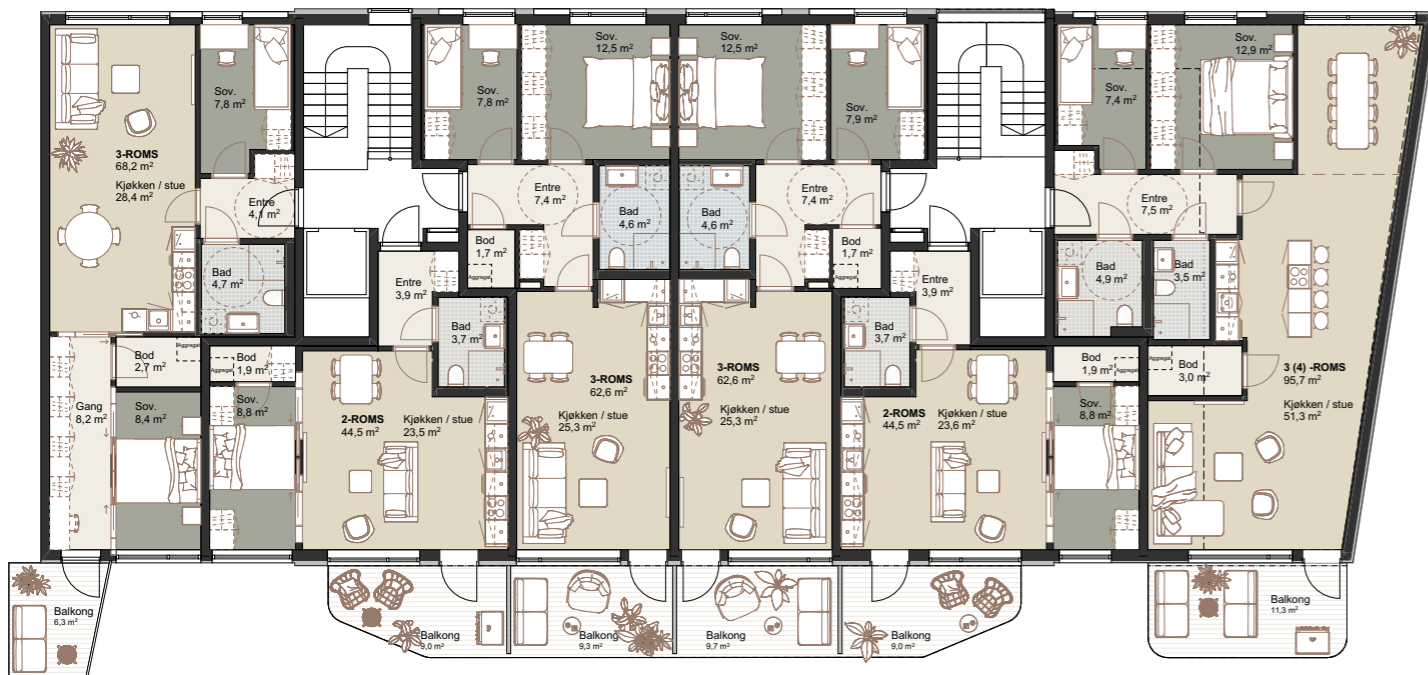 Sov.
7,8 m²
3-ROMS
68,2 m²
Kjøkken / stue
28,4 m²
Entre
4,1 m²
Bad
4,7 m²
Bod
2,7 m²
Aggregat
Gang
8,2 m²
Sov.
8,4 m²
Balkong
6,3 m²
Bod
1,9 m²
Aggregat
Aggregat
Sov.
8,8 m²
2-ROMS
44,5 m²
Kjøkken / stue
23,5 m²
Entre
3,9 m²
Bad
3,7 m²
Balkong
9,0 m²
Sov.
7,8 m²
Sov.
12,5 m²
Entre
7,4 m²
Bad
4,6 m²
Bod
1,7 m²
Aggregat
3-ROMS
62,6 m²
Kjøkken / stue
25,3 m²
Balkong
9,3 m²
Sov.
12,5 m²
Sov.
7,9 m²
Bad
4,6 m²
Entre
7,4 m²
Bod
1,7 m²
Aggregat
3-ROMS
62,6 m²
Kjøkken / stue
25,3 m²
Balkong
9,7 m²
Entre
3,9 m²
Bad
3,7 m²
2-ROMS
44,5 m²
Kjøkken / stue
23,6 m²
Bod
1,9 m²
Aggregat
Sov.
8,8 m²
Balkong
9,0 m²
Sov.
7,4 m²
Sov.
12,9 m²
Entre
7,5 m²
Bad
4,9 m²
Bad
3,5 m²
Aggregat
Bod
3,0 m²
3 (4) -ROMS
95,7 m²
Kjøkken / stue
51,3 m²
Balkong
11,3 m²